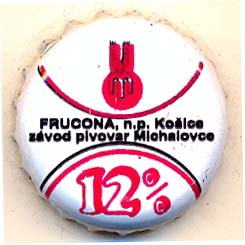 FRUCONA, n.p. Košice
závod pivovar Michalovce
12%